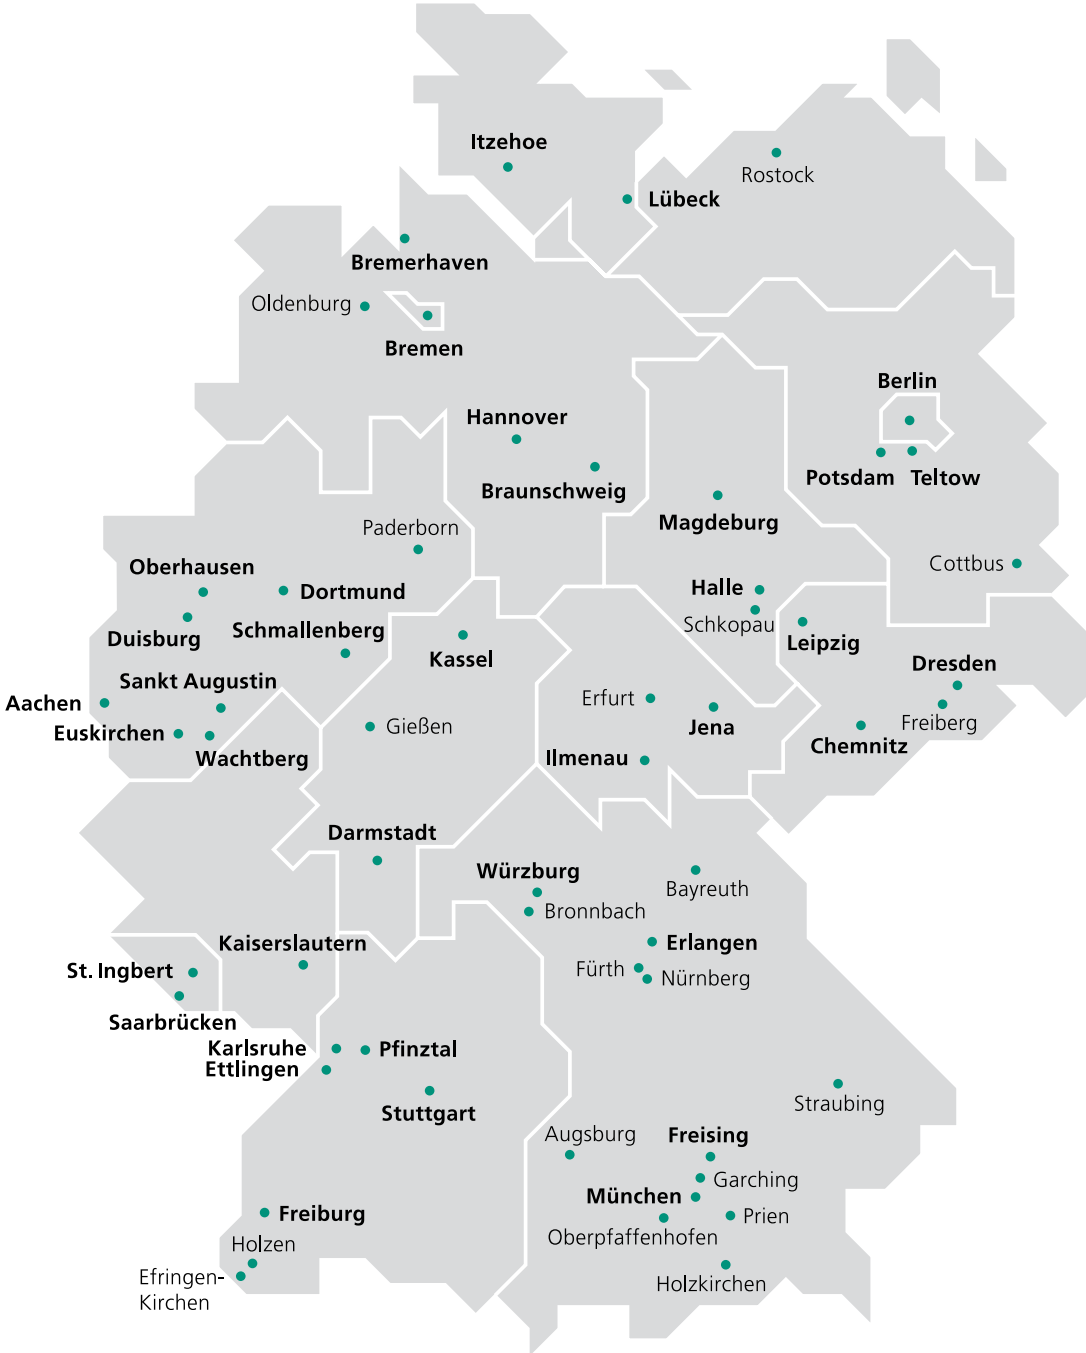 Itzehoe
Rostock
Lübeck
Bremerhaven
Oldenburg
Bremen
Berlin
Hannover
Potsdam
Teltow
Braunschweig
Magdeburg
Paderborn
Cottbus
Oberhausen
Dortmund
Halle
Schkopau
Duisburg
Schmallenberg
Leipzig
Kassel
Dresden
Sankt Augustin
Aachen
Erfurt
Freiberg
Gießen
Jena
Euskirchen
Chemnitz
Wachtberg
Ilmenau
Darmstadt
Würzburg
Bayreuth
Bronnbach
Kaiserslautern
Erlangen
St. Ingbert
Fürth
Nürnberg
Saarbrücken
Karlsruhe
Pfinztal
Ettlingen
Stuttgart
Straubing
Augsburg
Freising
Garching
München
Freiburg
Prien
Oberpfaffenhofen
Holzen
Efringen-
Kirchen
Holzkirchen